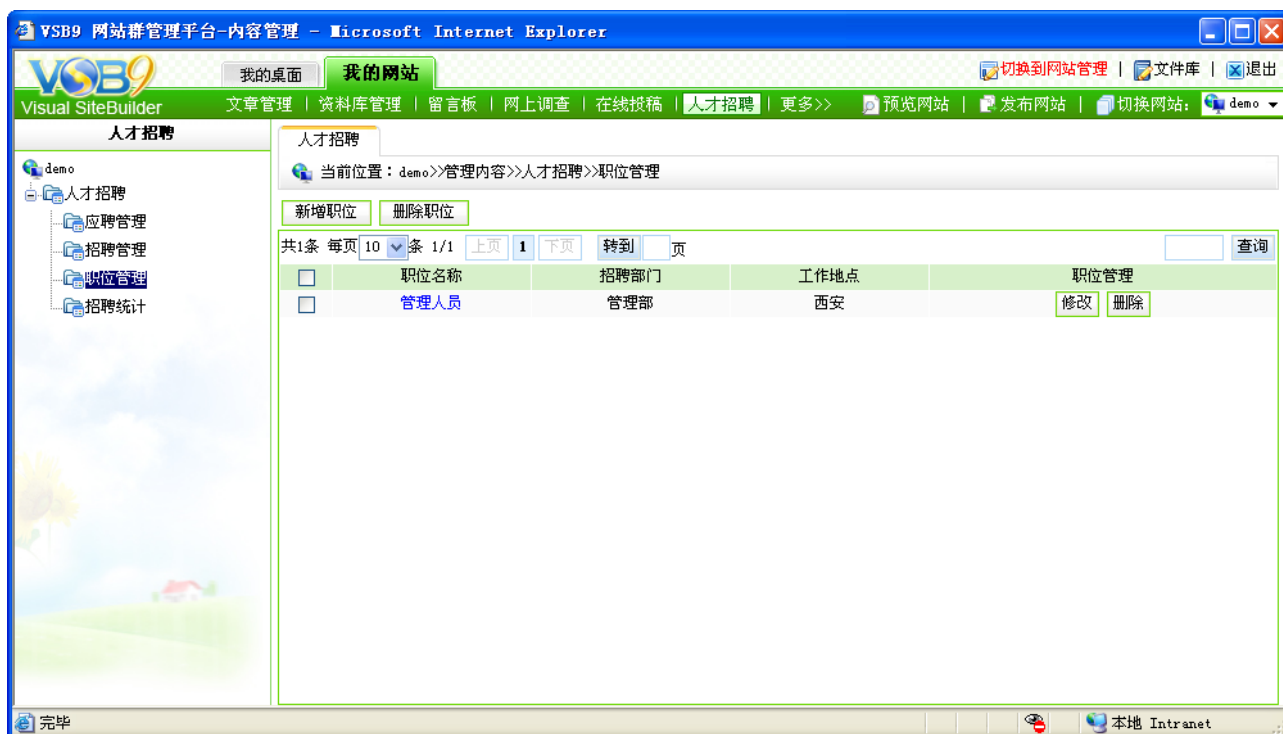 VSB9 网站群管理平台-内容管理 - Microsoft Internet Explorer
VSB9
Visual SiteBuilder
我的桌面 我的网站 切换到网站管理 | 文件库 | 退出
文章管理 | 资料库管理 | 留言板 | 网上调查 | 在线投稿 | 人才招聘 | 更多>> 预览网站 | 发布网站 | 切换网站: demo
人才招聘
demo
人才招聘
应聘管理
招聘管理
职位管理
招聘统计
人才招聘
当前位置：demo>>管理内容>>人才招聘>>职位管理
新增职位 删除职位
共1条 每页 10 条 1/1 上页 1 下页 转到 页 查询
职位名称 招聘部门 工作地点 职位管理
管理人员 管理部 西安 修改 删除
完毕 本地 Intranet